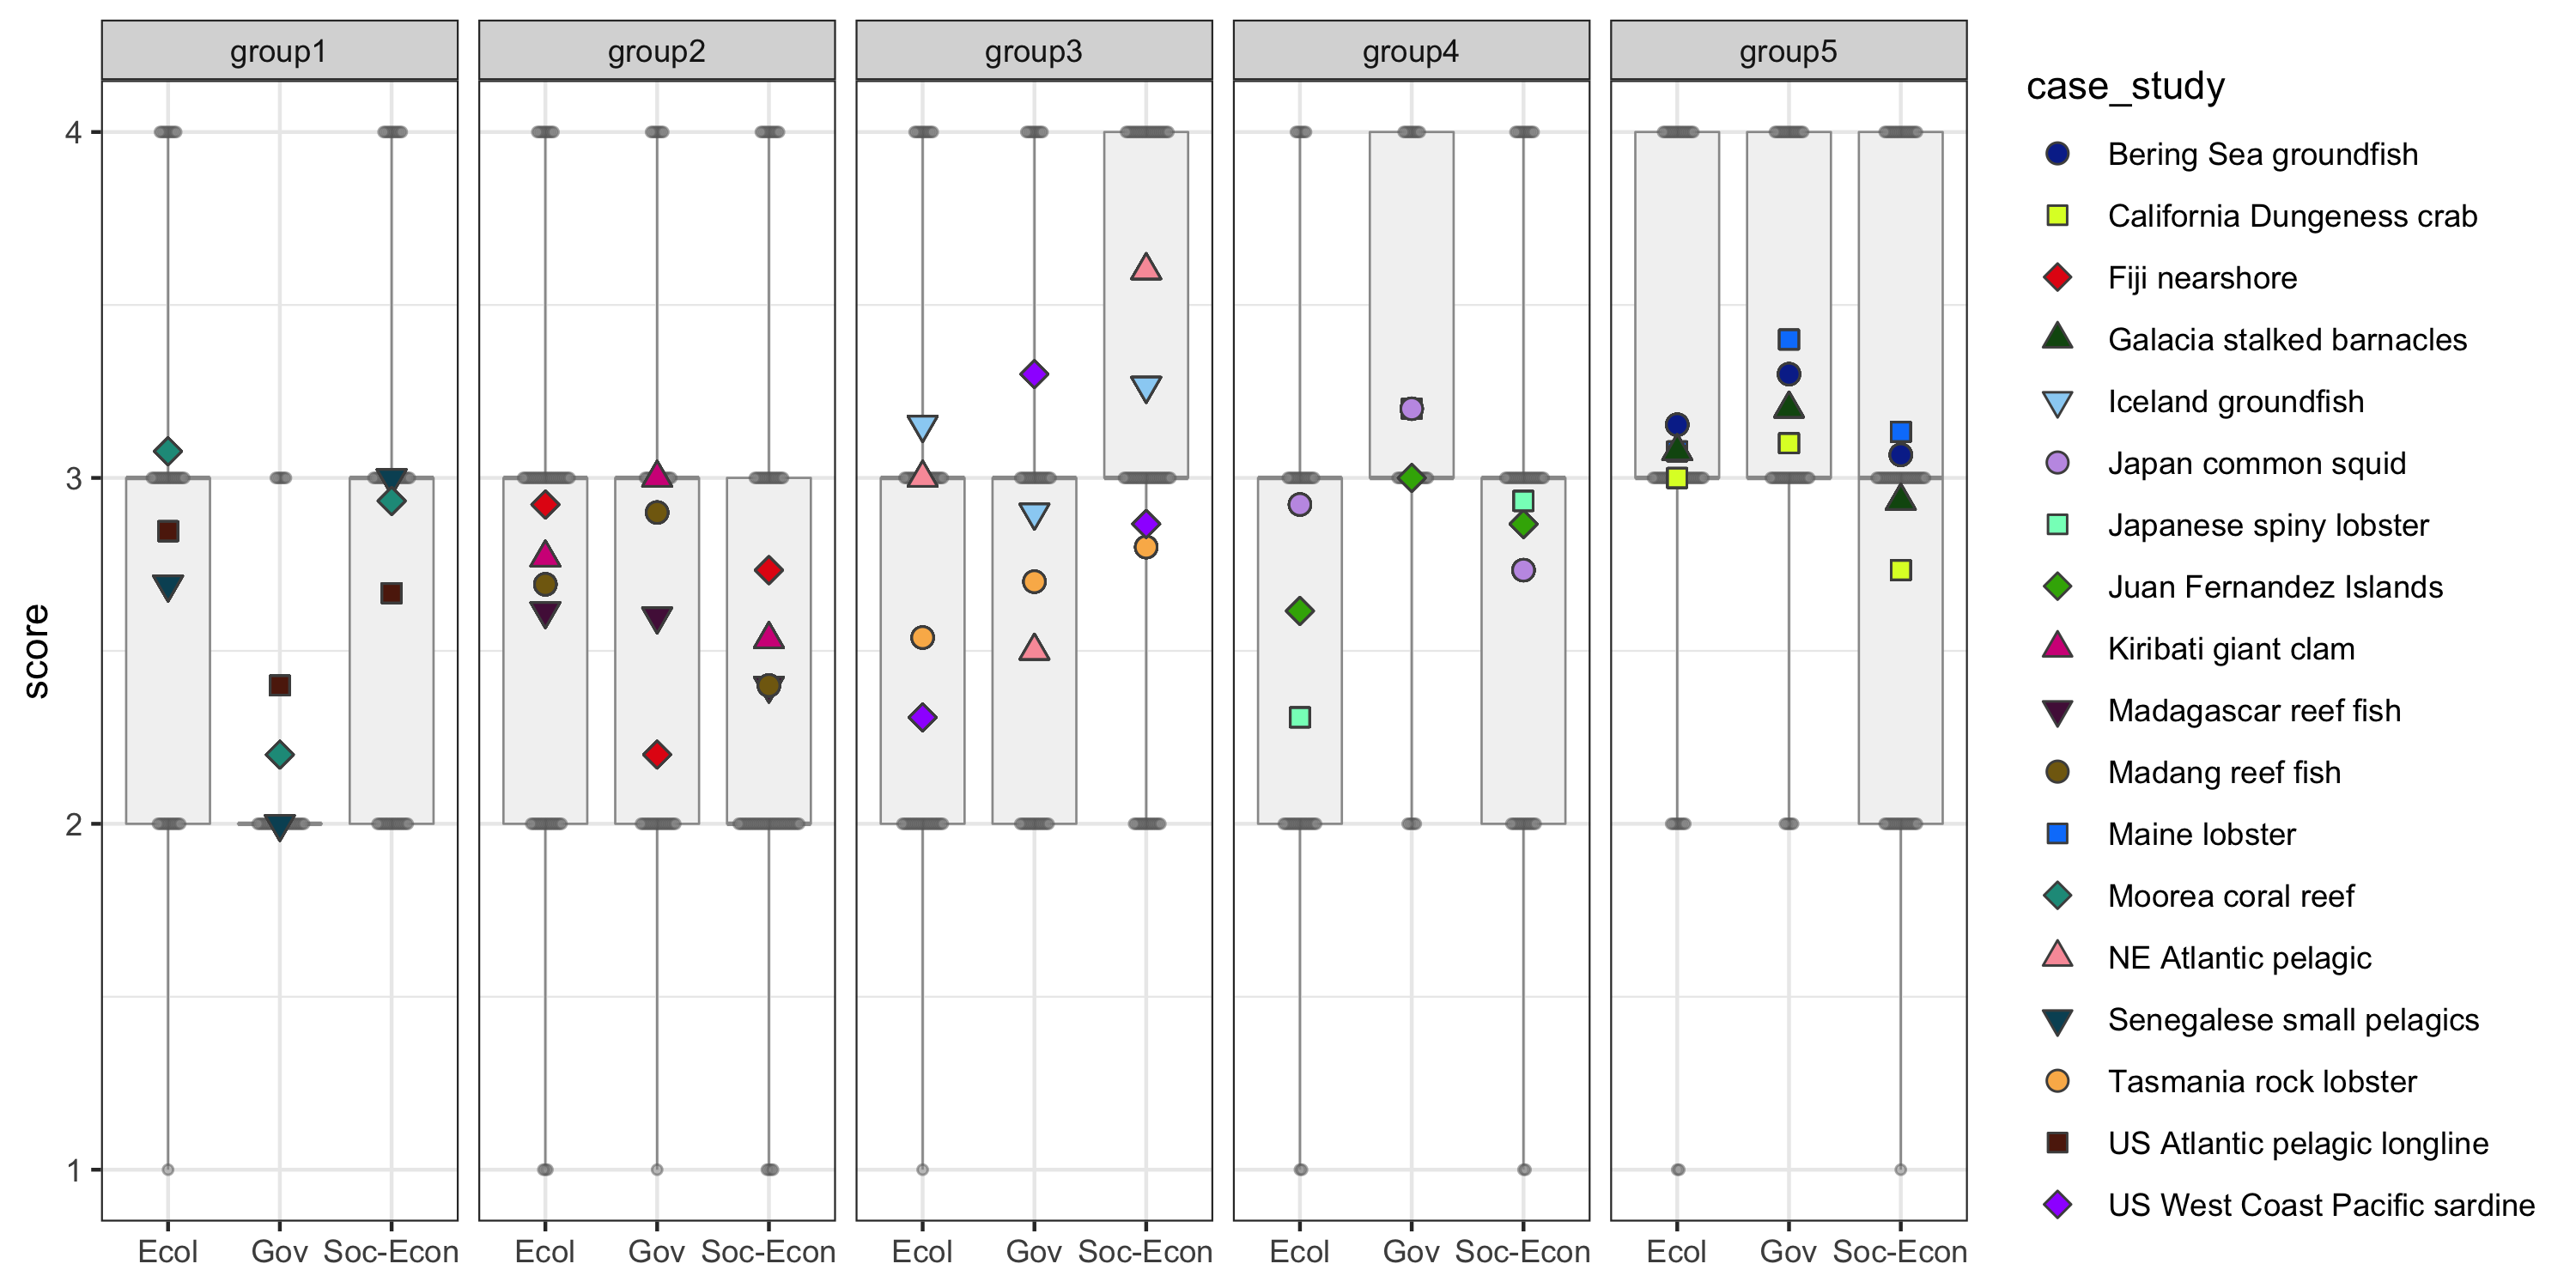 group1 group2 group3 group4 group5
score
4
3
2
1
Ecol Gov Soc-Econ Ecol Gov Soc-Econ Ecol Gov Soc-Econ Ecol Gov Soc-Econ Ecol Gov Soc-Econ
case_study
Bering Sea groundfish
California Dungeness crab
Fiji nearshore
Galacia stalked barnacles
Iceland groundfish
Japan common squid
Japanese spiny lobster
Juan Fernandez Islands
Kiribati giant clam
Madagascar reef fish
Madang reef fish
Maine lobster
Moorea coral reef
NE Atlantic pelagic
Senegalese small pelagics
Tasmania rock lobster
US Atlantic pelagic longline
US West Coast Pacific sardine